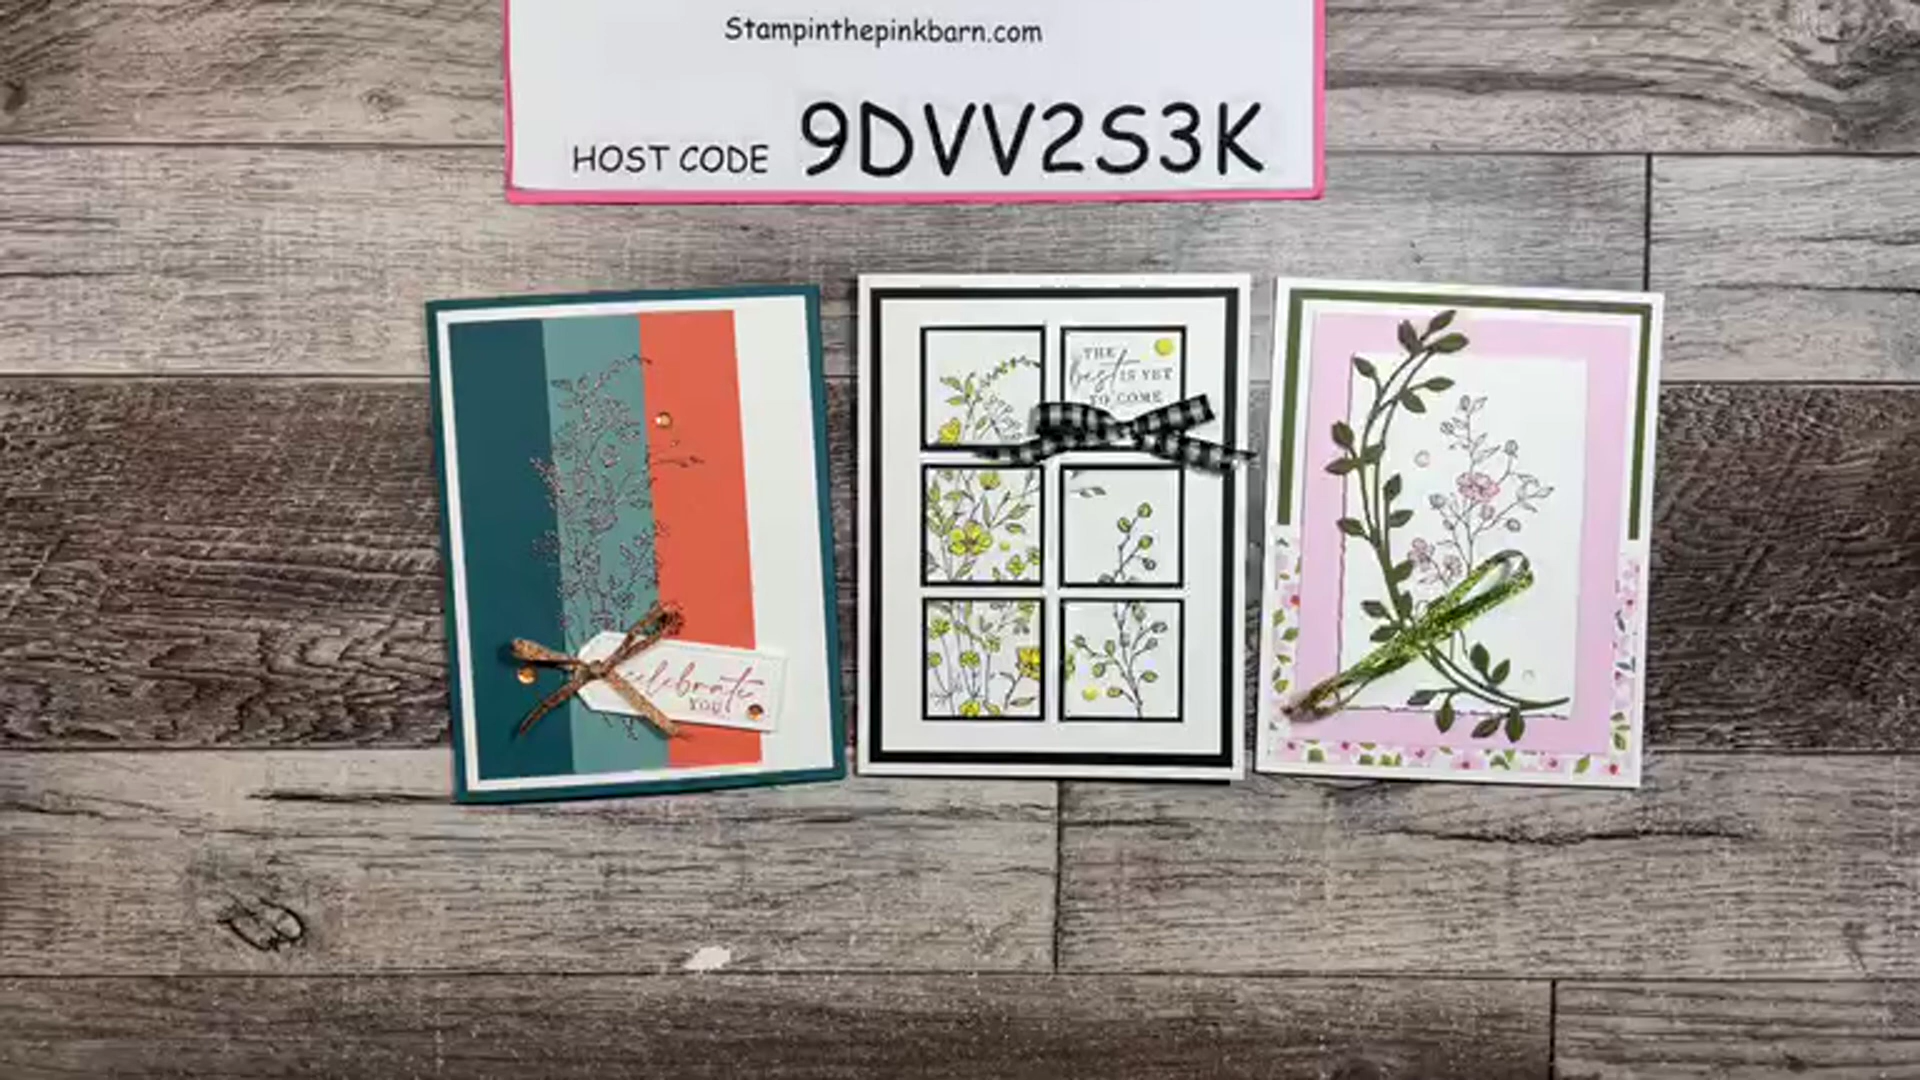 Stampinthepinkbarn.com
HOST CODE 9DVV2S3K
THE
best IS YET
TO COME
celebrate
YOU